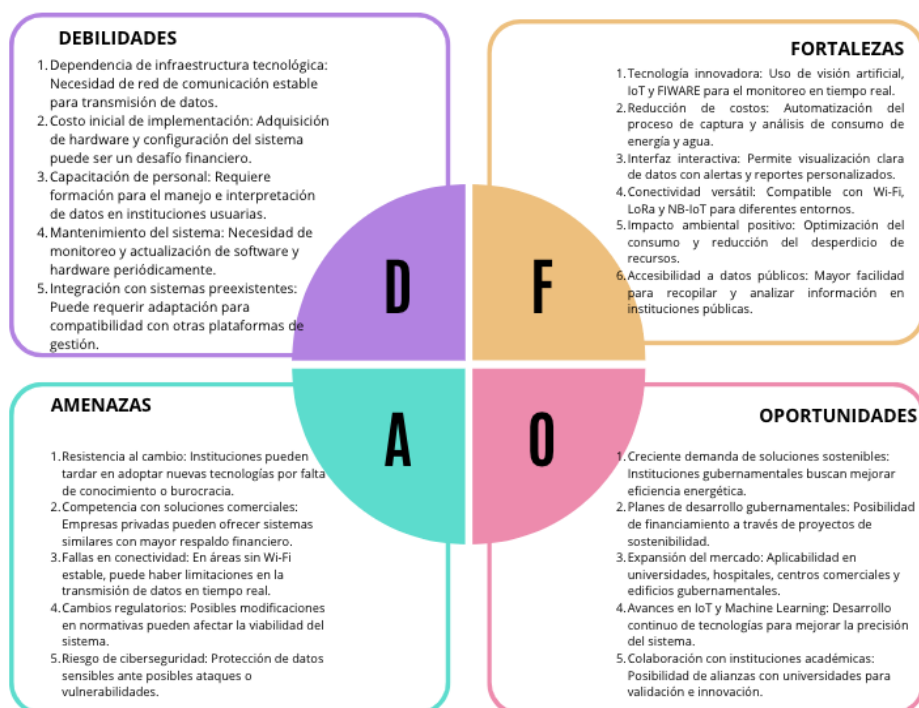 DEBILIDADES
1. Dependencia de infraestructura tecnológica:
Necesidad de red de comunicación estable
para transmisión de datos.
2. Costo inicial de implementación: Adquisición
de hardware y configuración del sistema
puede ser un desafío financiero.
3. Capacitación de personal: Requiere
formación para el manejo e interpretación
de datos en instituciones usuarias.
4. Mantenimiento del sistema: Necesidad de
monitoreo y actualización de software y
hardware periódicamente.
5. Integración con sistemas preexistentes:
Puede requerir adaptación para
compatibilidad con otras plataformas de
gestión.
FORTALEZAS
1. Tecnología innovadora: Uso de visión artificial,
IoT y FIWARE para el monitoreo en tiempo real.
2. Reducción de costos: Automatización del
proceso de captura y análisis de consumo de
energía y agua.
3. Interfaz interactiva: Permite visualización clara
de datos con alertas y reportes personalizados.
4. Conectividad versátil: Compatible con Wi-Fi,
LoRa y NB-IoT para diferentes entornos.
5. Impacto ambiental positivo: Optimización del
consumo y reducción del desperdicio de
recursos.
6. Accesibilidad a datos públicos: Mayor facilidad
para recopilar y analizar información en
instituciones públicas.
D
F
A
O
AMENAZAS
1. Resistencia al cambio: Instituciones pueden
tardar en adoptar nuevas tecnologías por falta
de conocimiento o burocracia.
2. Competencia con soluciones comerciales:
Empresas privadas pueden ofrecer sistemas
similares con mayor respaldo financiero.
3. Fallas en conectividad: En áreas sin Wi-Fi
estable, puede haber limitaciones en la
transmisión de datos en tiempo real.
4. Cambios regulatorios: Posibles modificaciones
en normativas pueden afectar la viabilidad del
sistema.
5. Riesgo de ciberseguridad: Protección de datos
sensibles ante posibles ataques o
vulnerabilidades.
OPORTUNIDADES
1. Creciente demanda de soluciones sostenibles:
Instituciones gubernamentales buscan mejorar
eficiencia energética.
2. Planes de desarrollo gubernamentales: Posibilidad
de financiamiento a través de proyectos de
sostenibilidad.
3. Expansión del mercado: Aplicabilidad en
universidades, hospitales, centros comerciales y
edificios gubernamentales.
4. Avances en IoT y Machine Learning: Desarrollo
continuo de tecnologías para mejorar la precisión
del sistema.
5. Colaboración con instituciones académicas:
Posibilidad de alianzas con universidades para
validación e innovación.